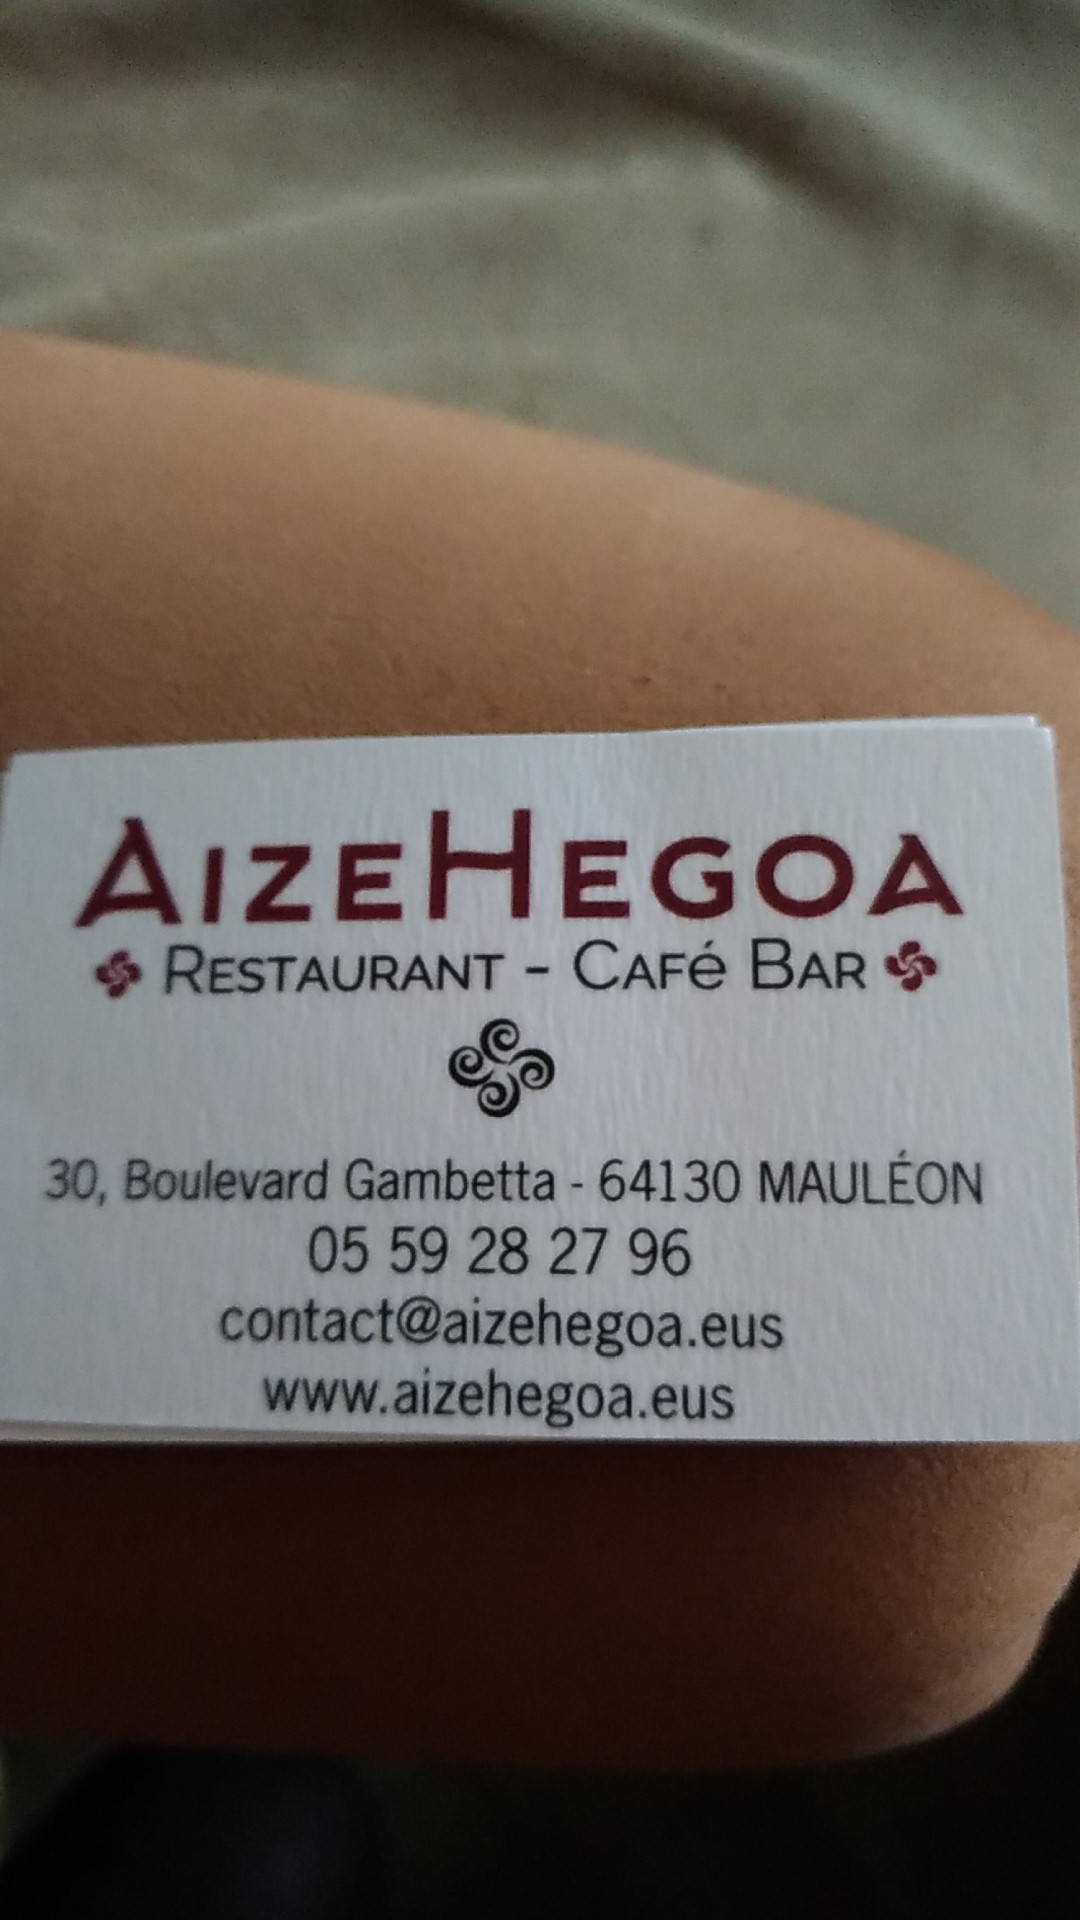 AIZEHEGOA
RESTAURANT - CAFé BAR
30, Boulevard Gambetta - 64130 MAULÉON
05 59 28 27 96
contact@aizehegoa.eus
www.aizehegoa.eus